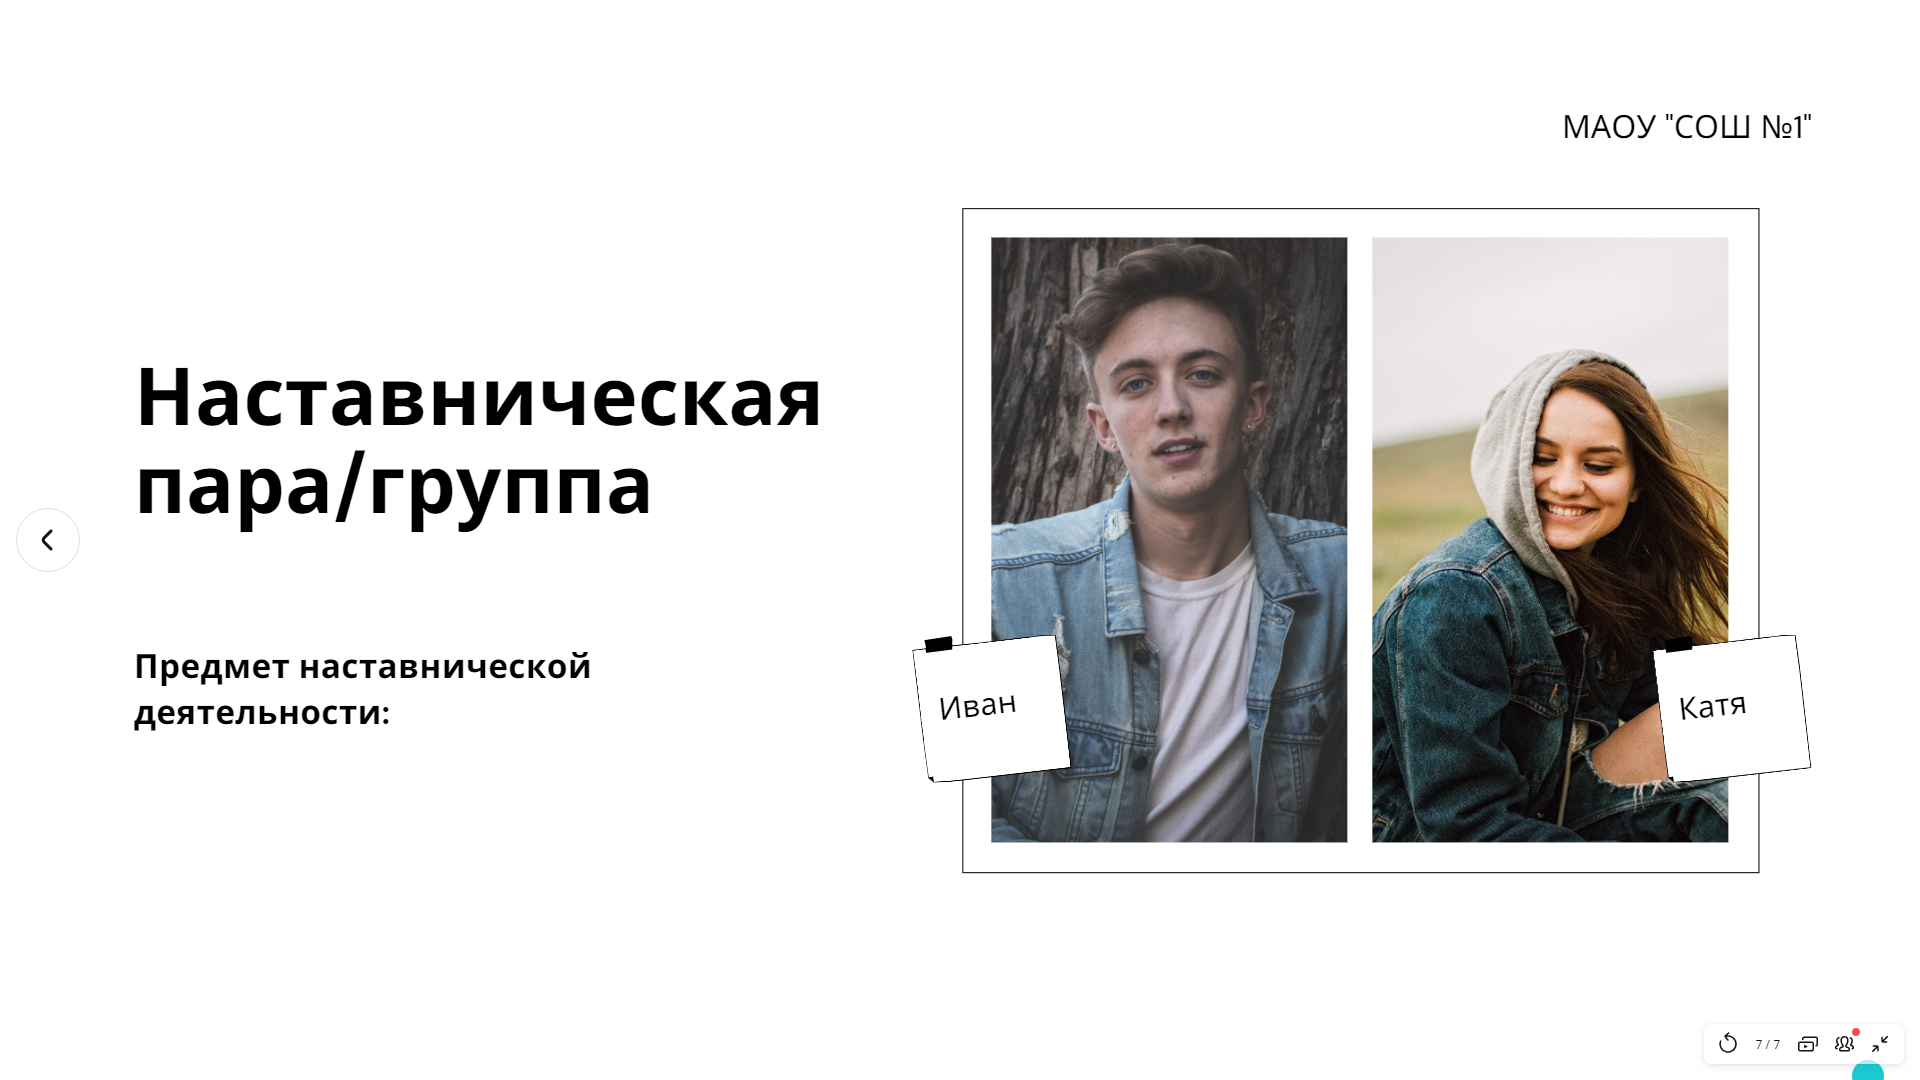 МАОУ "СОШ №1"
Наставническая
пара/группа
Предмет наставнической
деятельности:
Иван
Катя
7 / 7